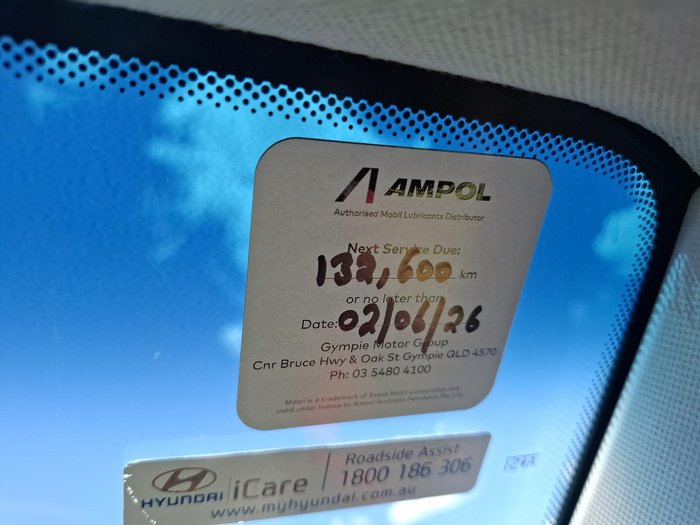 AMPOL
Authorised Mobil Lubricants Distributor
Next Service Due:
132,600 km
or no later than
Date: 02/06/26
Gympie Motor Group
Cnr Bruce Hwy & Oak St Gympie QLD 4570
Ph: 03 5480 4100
Mobil is a trademark of Exxon Mobil Corporation and
used under license by Ampol Australia Petroleum Pty Ltd.
HYUNDAI
iCare
Roadside Assist
1800 186 306
www.myhyundai.com.au